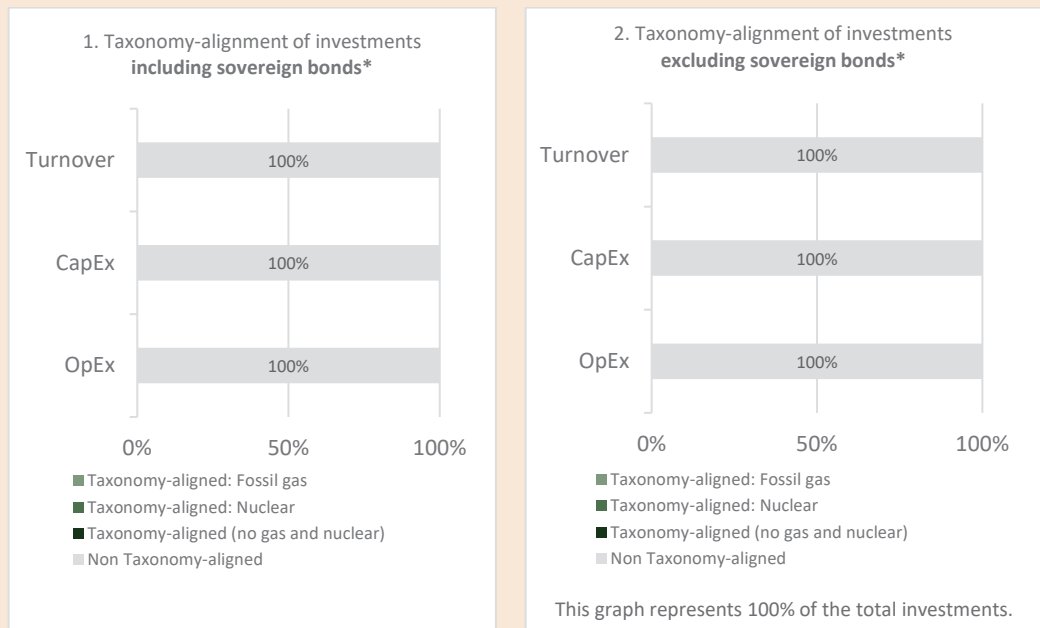 1. Taxonomy-alignment of investments
including sovereign bonds*
Turnover
100%
CapEx
100%
OpEx
100%
0% 50% 100%
Taxonomy-aligned: Fossil gas
Taxonomy-aligned: Nuclear
Taxonomy-aligned (no gas and nuclear)
Non Taxonomy-aligned
2. Taxonomy-alignment of investments
excluding sovereign bonds*
Turnover
100%
CapEx
100%
OpEx
100%
0% 50% 100%
Taxonomy-aligned: Fossil gas
Taxonomy-aligned: Nuclear
Taxonomy-aligned (no gas and nuclear)
Non Taxonomy-aligned
This graph represents 100% of the total investments.